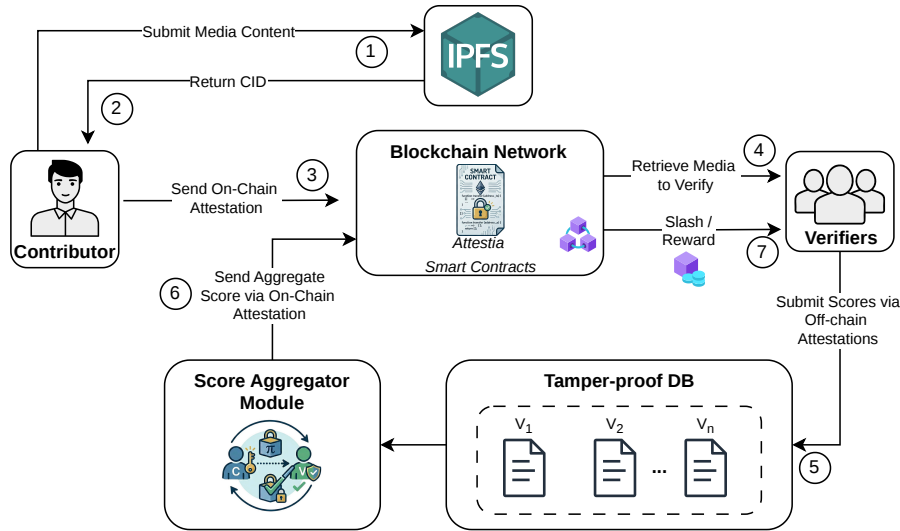 Submit Media Content
1
IPFS
Return CID
2
Contributor
Send On-Chain
Attestation
3
Blockchain Network
SMART
CONTRACT
Attestia
Smart Contracts
Retrieve Media
to Verify
4
Slash /
Reward
7
Verifiers
Submit Scores via
Off-chain
Attestations
5
Tamper-proof DB
V1
V2
Vn
...
Score Aggregator
Module
π
C
V
6
Send Aggregate
Score via On-Chain
Attestation